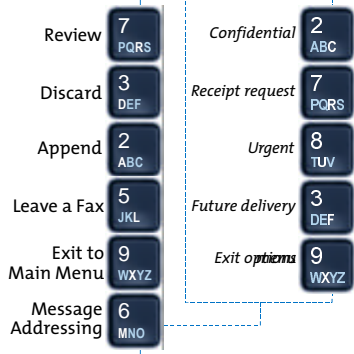 Review
7
PQRS
Discard
3
DEF
Append
2
ABC
Leave a Fax
5
JKL
Exit to
Main Menu
9
WXYZ
Message
Addressing
6
MNO
Confidential
2
ABC
Receipt request
7
PQRS
Urgent
8
TUV
Future delivery
3
DEF
Exit options
9
WXYZ